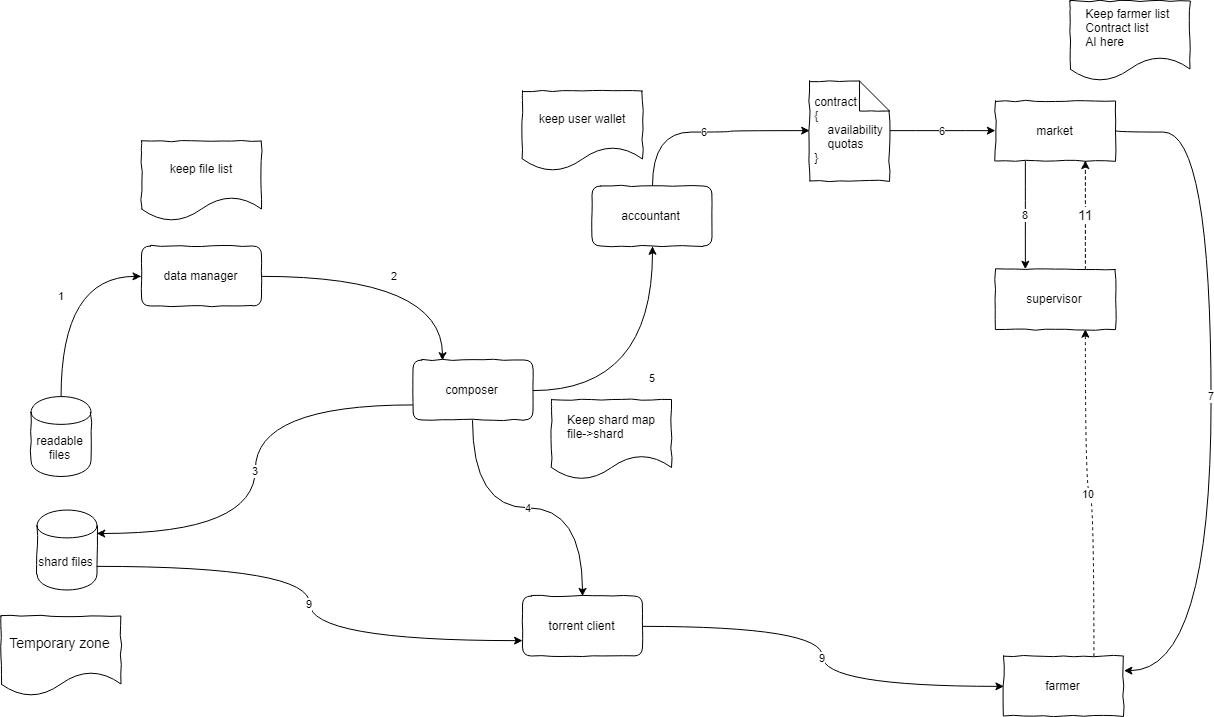 Keep farmer list
Contract list
AI here
keep user wallet
contract
{
availability
quotas
}
6
6
market
keep file list
accountant
8
11
data manager
1
2
supervisor
5
composer
7
Keep shard map
file->shard
readable
files
3
10
4
shard files
9
torrent client
Temporary zone
9
farmer